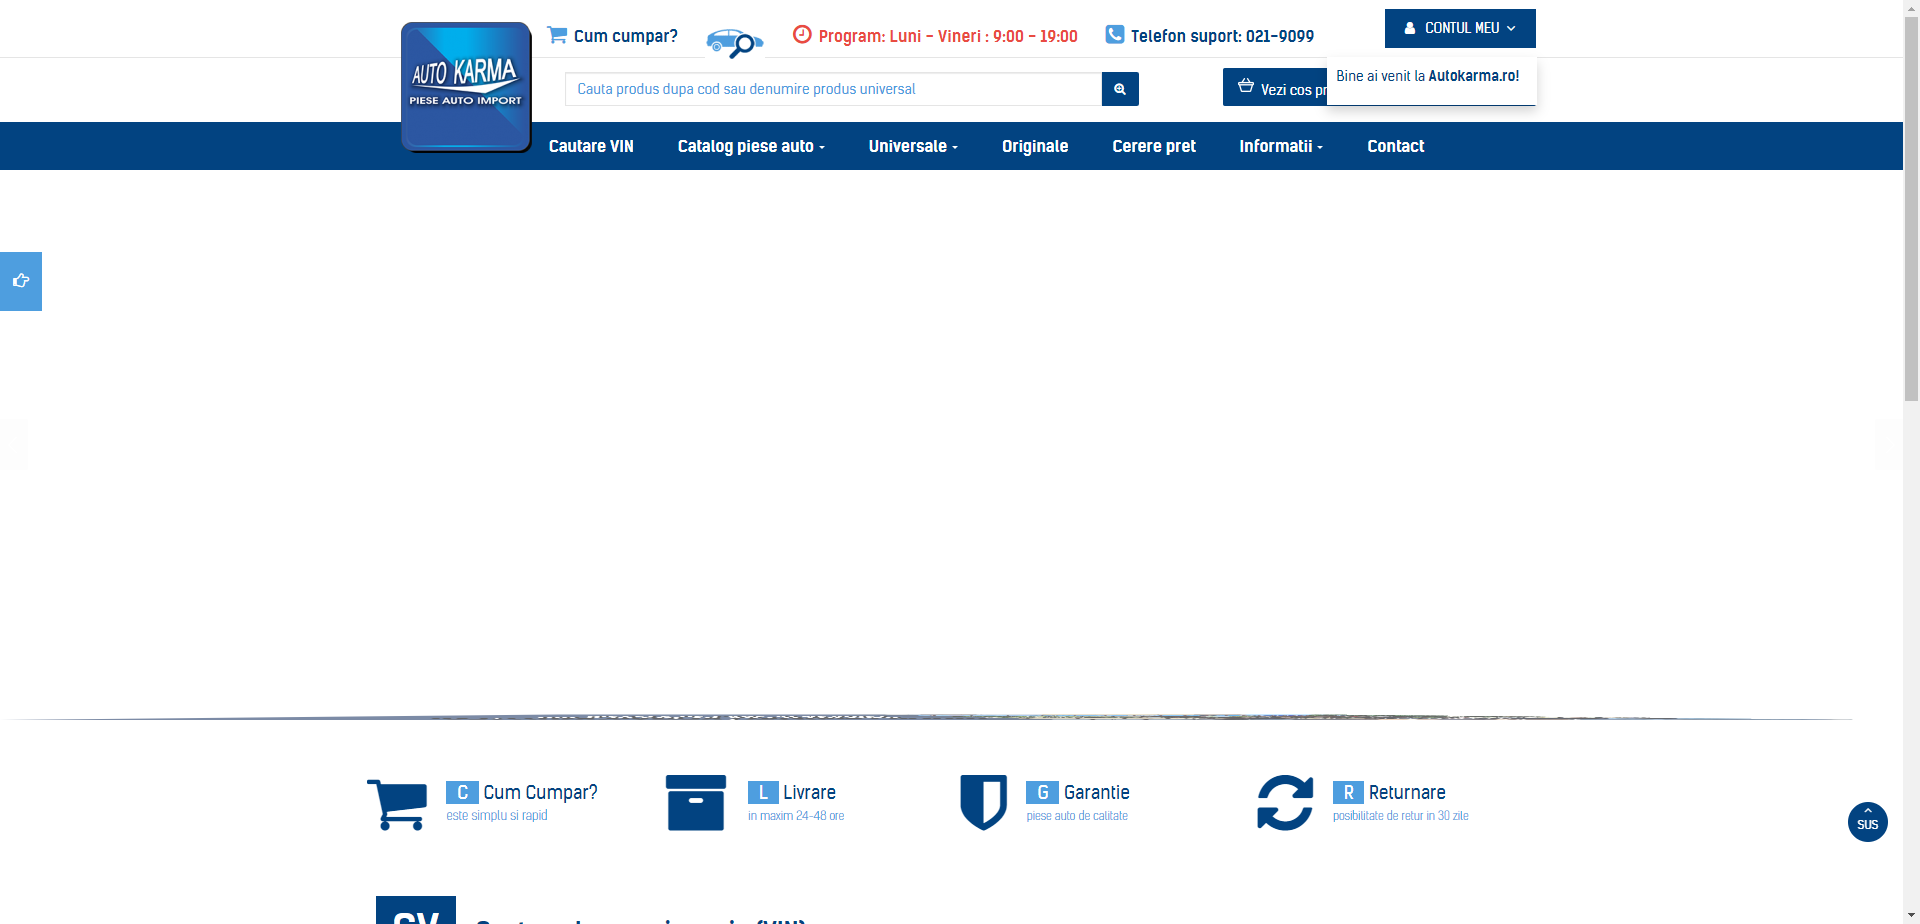 Cum cumpar?
Program: Luni - Vineri : 9:00 - 19:00
Telefon suport: 021-9099
CONTUL MEU
AUTO KARMA
PIESE AUTO IMPORT
Cauta produs dupa cod sau denumire produs universal
Vezi cos pr
Bine ai venit la Autokarma.ro!
Cautare VIN
Catalog piese auto
Universale
Originale
Cerere pret
Informatii
Contact
C Cum Cumpar?
este simplu si rapid
L Livrare
in maxim 24-48 ore
G Garantie
piese auto de calitate
R Returnare
posibilitate de retur in 30 zile
SUS